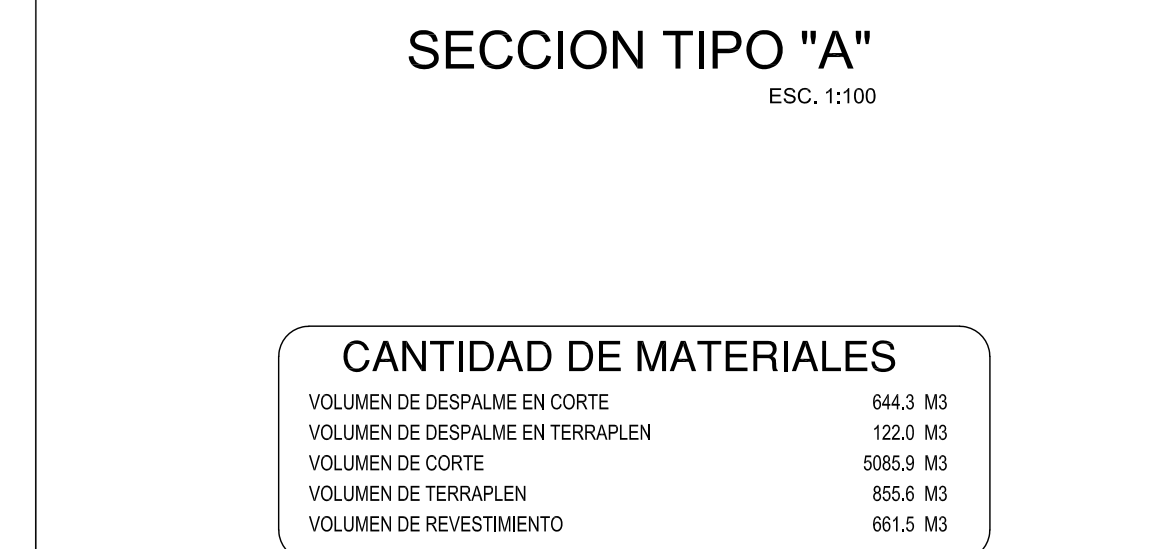 SECCION TIPO "A"
ESC. 1:100
CANTIDAD DE MATERIALES
VOLUMEN DE DESPALME EN CORTE 644.3 M3
VOLUMEN DE DESPALME EN TERRAPLEN 122.0 M3
VOLUMEN DE CORTE 5085.9 M3
VOLUMEN DE TERRAPLEN 855.6 M3
VOLUMEN DE REVESTIMIENTO 661.5 M3